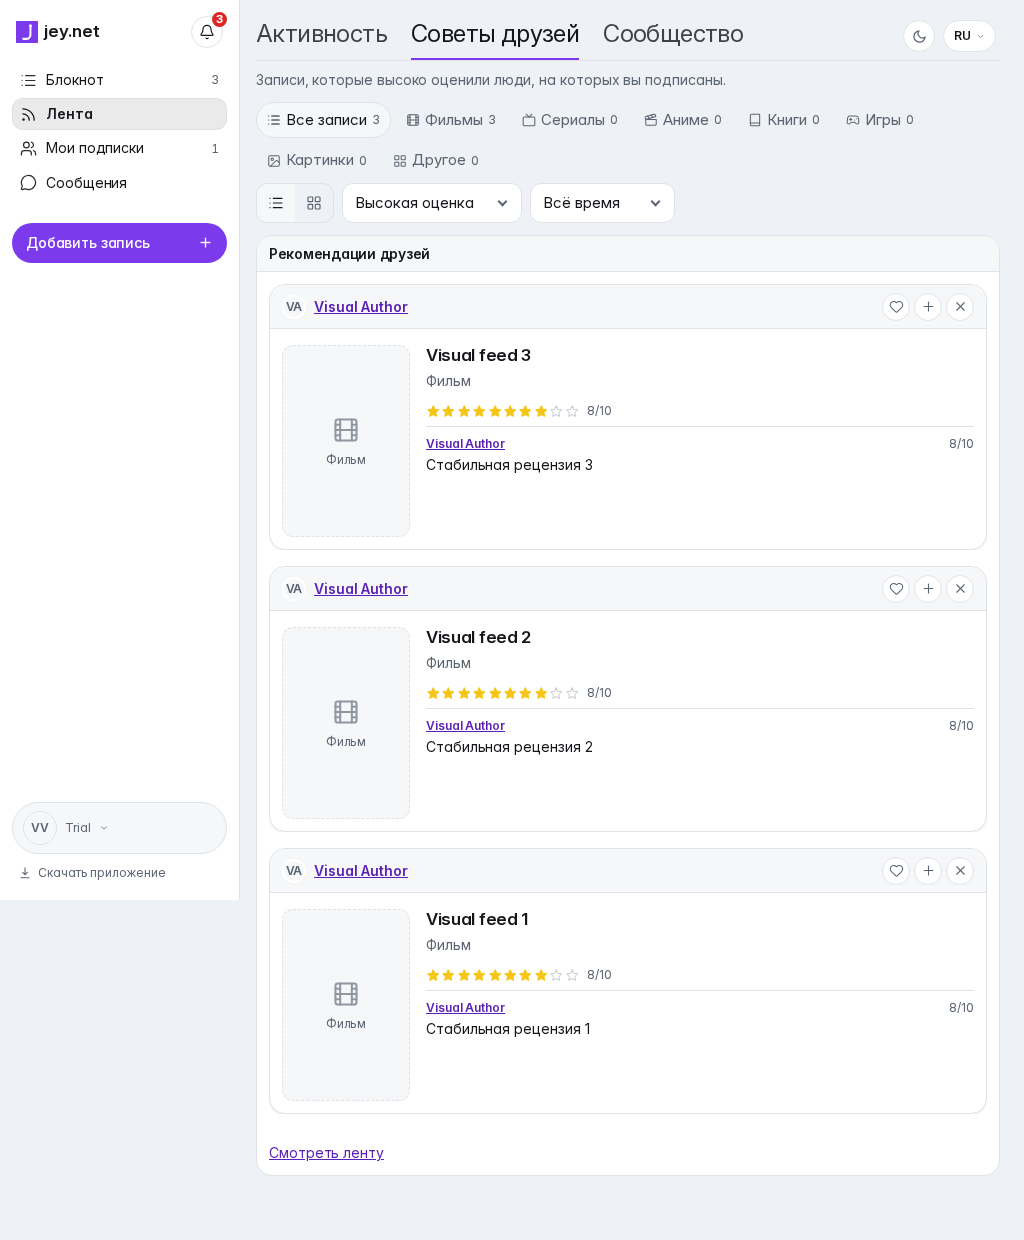 jey.net
3
Блокнот 3
Лента
Мои подписки 1
Сообщения
Добавить запись
VV Trial
Скачать приложение
Активность Советы друзей Сообщество
RU
Записи, которые высоко оценили люди, на которых вы подписаны.
Все записи 3 Фильмы 3 Сериалы 0 Аниме 0 Книги 0 Игры 0
Картинки 0 Другое 0
Высокая оценка Всё время
Рекомендации друзей
VA Visual Author
Visual feed 3
Фильм
8/10
Фильм
Visual Author 8/10
Стабильная рецензия 3
VA Visual Author
Visual feed 2
Фильм
8/10
Фильм
Visual Author 8/10
Стабильная рецензия 2
VA Visual Author
Visual feed 1
Фильм
8/10
Фильм
Visual Author 8/10
Стабильная рецензия 1
Смотреть ленту